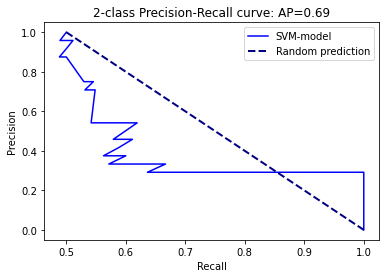 2-class Precision-Recall curve: AP=0.69
SVM-model
Random prediction
Precision
1.0
0.8
0.6
0.4
0.2
0.0
0.5
0.6
0.7
0.8
0.9
1.0
Recall